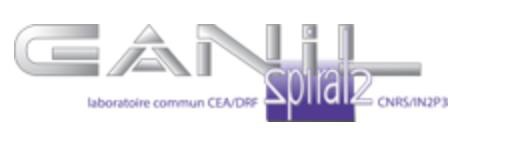 GANIL
spiral2
laboratoire commun CEA/DRF CNRS/IN2P3